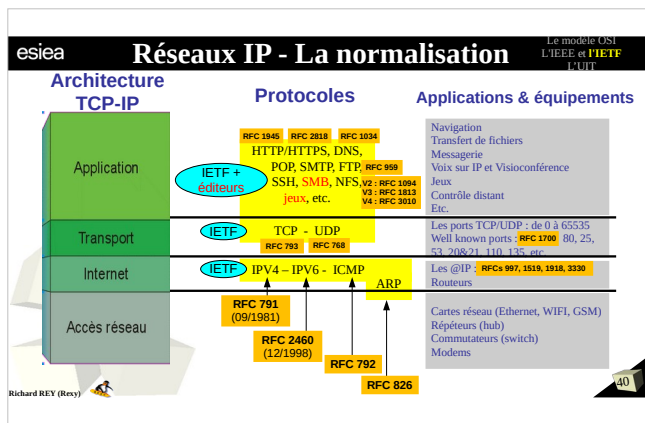 esiea
Réseaux IP - La normalisation
Le modèle OSI
L'IEEE et l'IETF
L'UIT
Architecture
TCP-IP
Protocoles
Applications & équipements
Application
IETF +
éditeurs
RFC 1945 RFC 2818 RFC 1034
HTTP/HTTPS, DNS,
POP, SMTP, FTP, RFC 959
SSH, SMB, NFS,
jeux, etc.
V2 : RFC 1094
V3 : RFC 1813
V4 : RFC 3010
Navigation
Transfert de fichiers
Messagerie
Voix sur IP et Visioconférence
Jeux
Contrôle distant
Etc.
Transport
IETF
TCP - UDP
RFC 793 RFC 768
Les ports TCP/UDP : de 0 à 65535
Well known ports : RFC 1700 80, 25,
53, 20&21, 110, 135, etc.
Internet
IETF
IPV4 – IPV6 - ICMP
ARP
Les @IP : RFCs 997, 1519, 1918, 3330
Routeurs
Accès réseau
RFC 791
(09/1981)
RFC 2460
(12/1998)
RFC 792
RFC 826
Cartes réseau (Ethernet, WIFI, GSM)
Répéteurs (hub)
Commutateurs (switch)
Modems
Richard REY (Rexy)
40